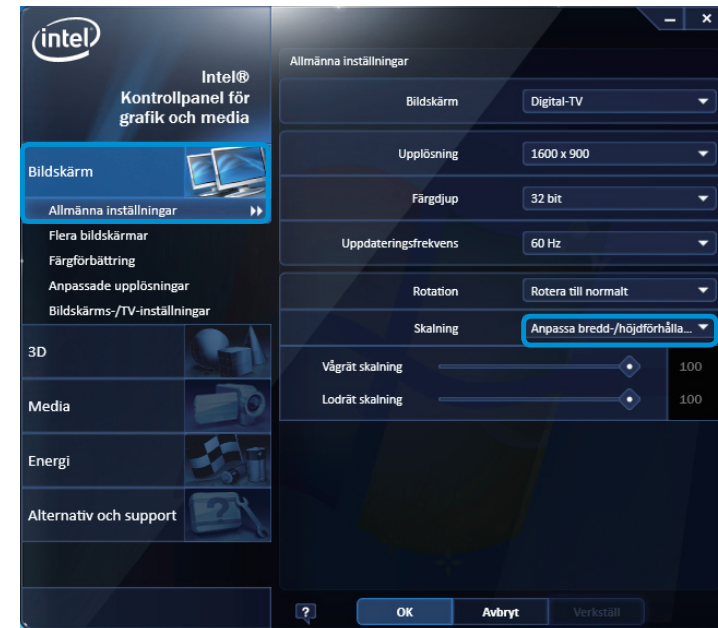 intel
Intel®
Kontrollpanel för
grafik och media
Bildskärm
Allmänna inställningar
Flera bildskärmar
Färgförbättring
Anpassade upplösningar
Bildskärms-/TV-inställningar
3D
Media
Energi
Alternativ och support
Allmänna inställningar
Bildskärm Digital-TV
Upplösning 1600 x 900
Färgdjup 32 bit
Uppdateringsfrekvens 60 Hz
Rotation Rotera till normalt
Skalning Anpassa bredd-/höjdförhålla...
Vågrät skalning 100
Lodrät skalning 100
? OK Avbryt Verkställ